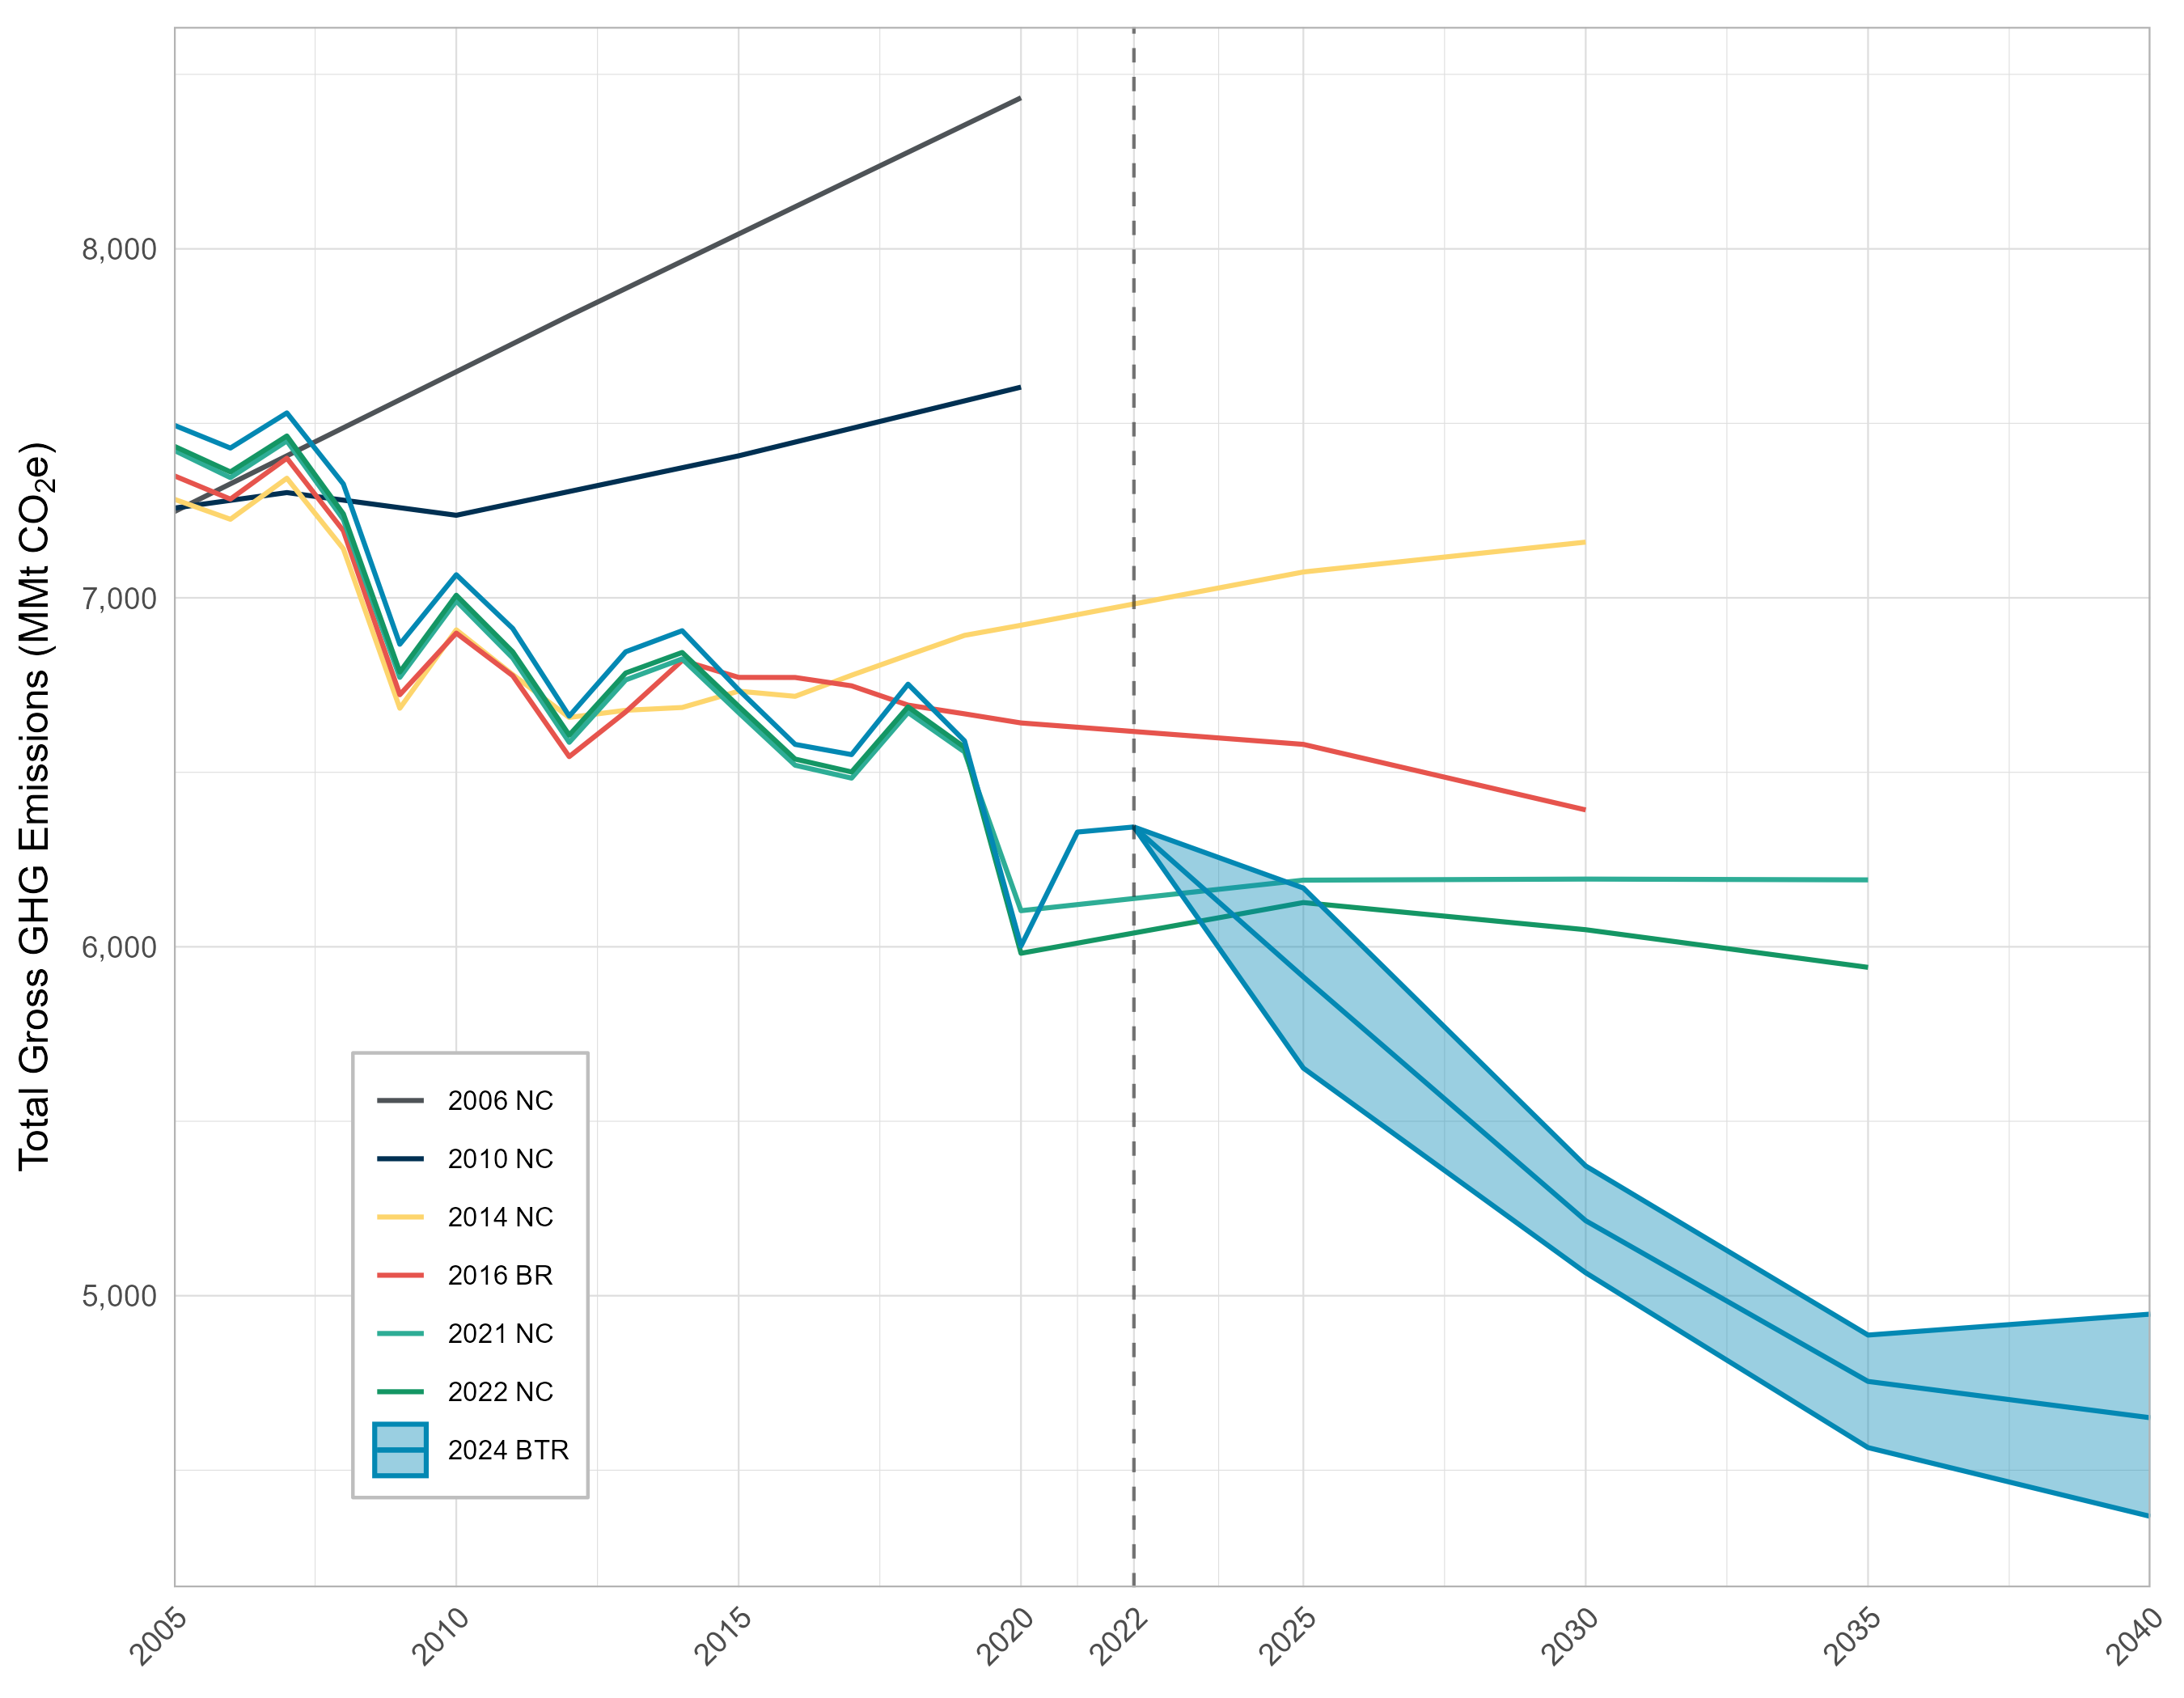 Total Gross GHG Emissions (MMt CO₂e)
8,000
7,000
6,000
5,000
2006 NC
2010 NC
2014 NC
2016 BR
2021 NC
2022 NC
2024 BTR
2005 2010 2015 2020 2022 2025 2030 2035 2040